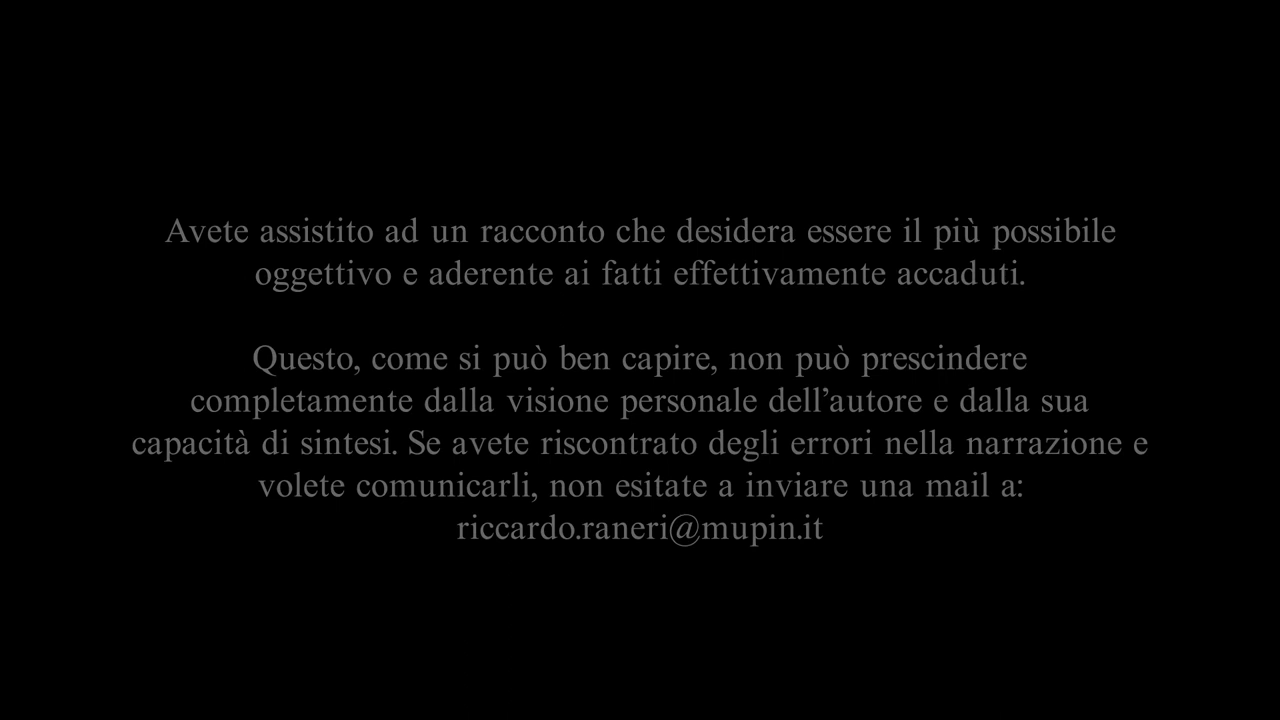 Avete assistito ad un racconto che desidera essere il più possibile
oggettivo e aderente ai fatti effettivamente accaduti.
Questo, come si può ben capire, non può prescindere
completamente dalla visione personale dell’autore e dalla sua
capacità di sintesi. Se avete riscontrato degli errori nella narrazione e
volete comunicarli, non esitate a inviare una mail a:
riccardo.raneri@mupin.it